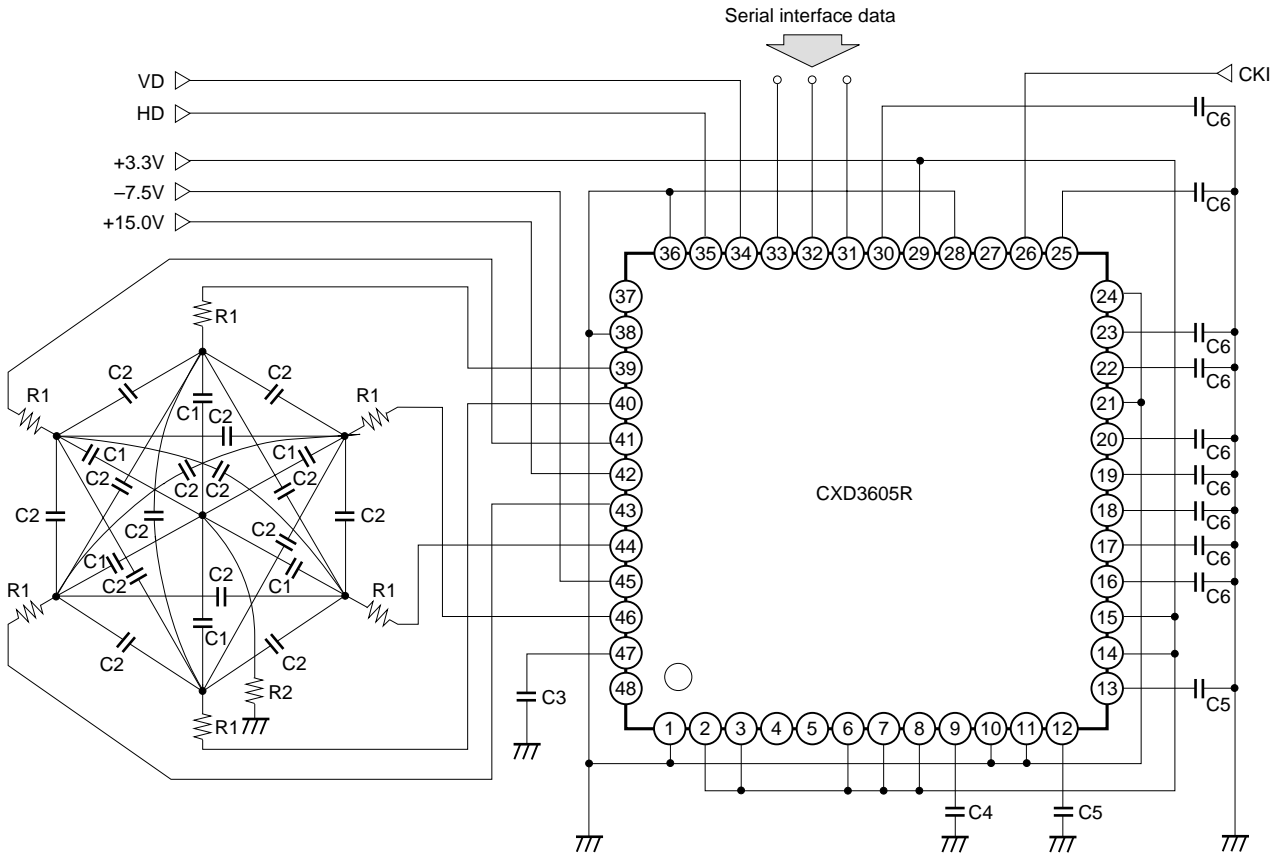 Serial interface data
VD
HD
+3.3V
–7.5V
+15.0V
CKI
C6
C6
36 35 34 33 32 31 30 29 28 27 26 25
37
38
39
40
41
42
43
44
45
46
47
48
24
23
22
21
20
19
18
17
16
15
14
13
1 2 3 4 5 6 7 8 9 10 11 12
CXD3605R
C6
C6
C6
C6
C6
C6
C6
C5
R1
C2
C2
R1
C1
C2
R1
C1
C1
C2
C2
C2
C2
C2
C2
C2
C2
C1
C2
C2
C1
R1
C1
R1
C2
C2
R2
R1
C3
C4
C5